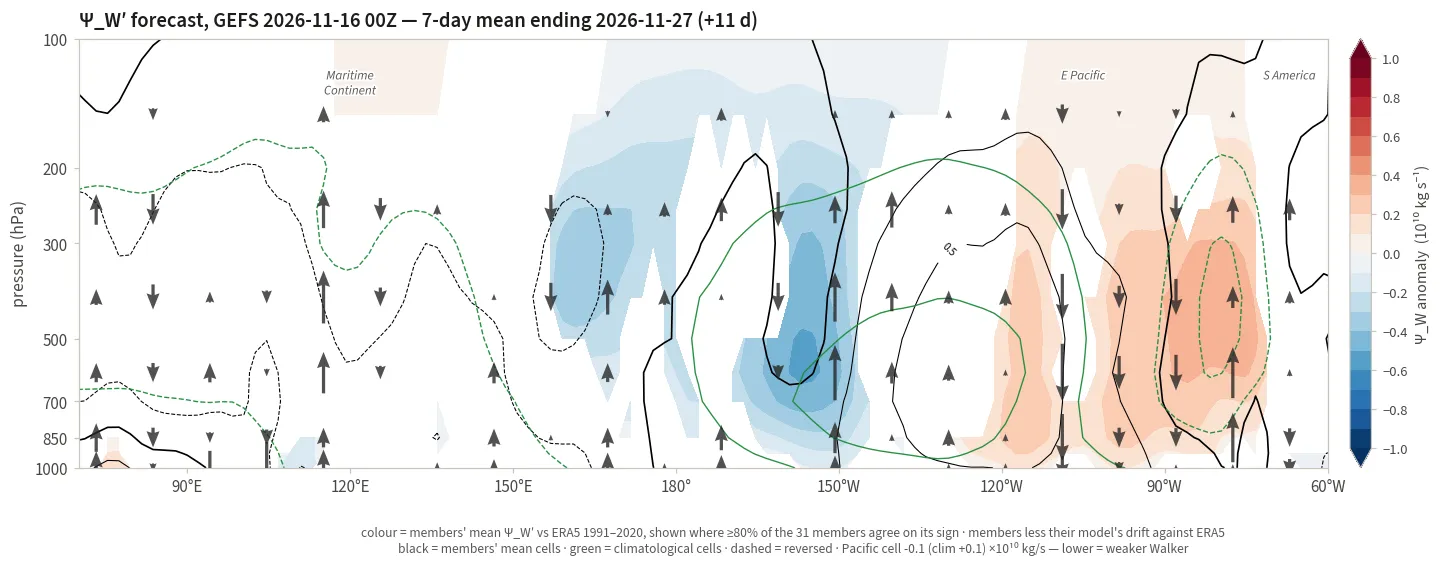 Ψ_W′ forecast, GEFS 2026-11-16 00Z — 7-day mean ending 2026-11-27 (+11 d)
100
200
300
500
700
850
1000
pressure (hPa)
Maritime
Continent
E Pacific
S America
0.5
90°E
120°E
150°E
180°
150°W
120°W
90°W
60°W
1.0
0.8
0.6
0.4
0.2
0.0
−0.2
−0.4
−0.6
−0.8
−1.0
Ψ_W anomaly (10¹⁰ kg s⁻¹)
colour = members' mean Ψ_W′ vs ERA5 1991–2020, shown where ≥80% of the 31 members agree on its sign · members less their model's drift against ERA5
black = members' mean cells · green = climatological cells · dashed = reversed · Pacific cell -0.1 (clim +0.1) ×10¹⁰ kg/s — lower = weaker Walker